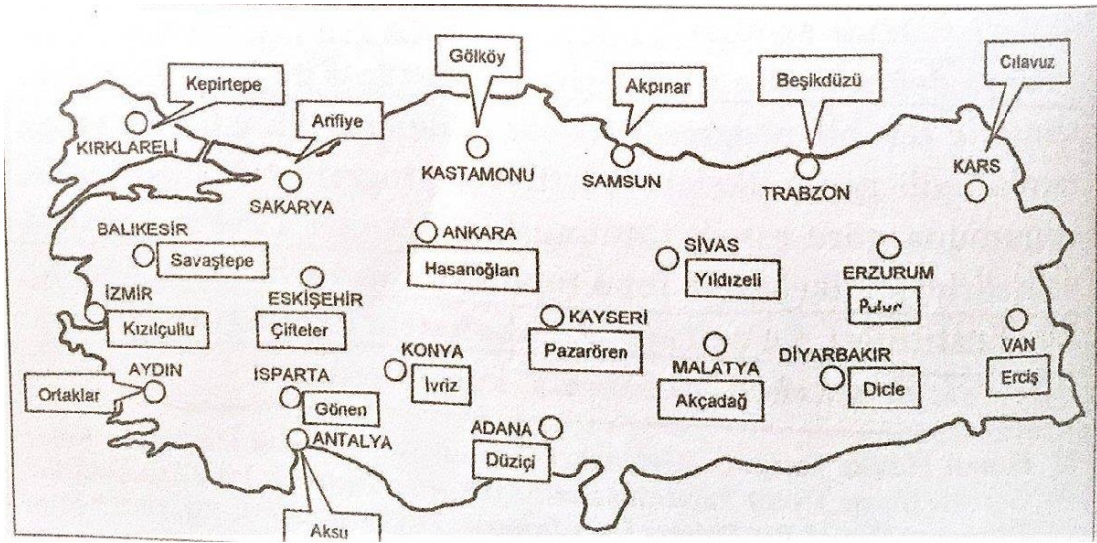 Gölköy
Kepirtepe
Akpınar
Beşikdüzü
Cılavuz
Arifiye
KIRKLARELİ
KASTAMONU
SAMSUN
TRABZON
KARS
SAKARYA
BALIKESİR
Savaştepe
ANKARA
Hasanoğlan
SİVAS
Yıldızeli
ERZURUM
Pulur
İZMİR
Kızılçullu
ESKİŞEHİR
Çifteler
KAYSERİ
Pazarören
KONYA
İvriz
MALATYA
Akçadağ
DİYARBAKIR
Dicle
VAN
Erciş
AYDIN
Ortaklar
ISPARTA
Gönen
ANTALYA
ADANA
Düziçi
Aksu